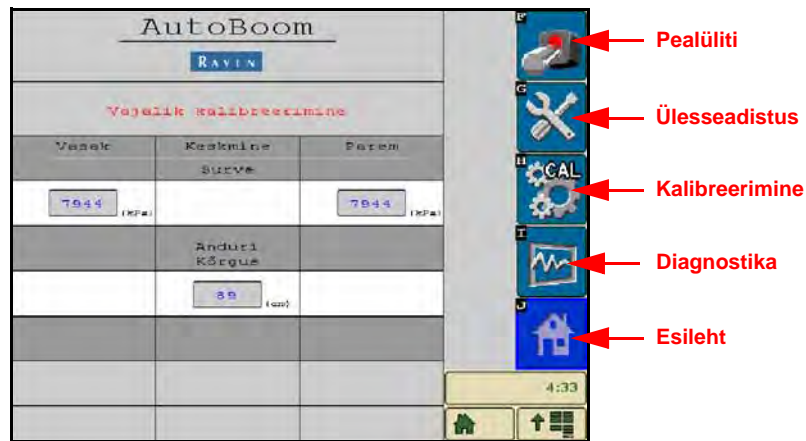 AutoBoom
RAVEN
Vajalik kalibreerimine
Vasak Keskmine Parem
Surve
7944 (kPa) 7944 (kPa)
Anduri
Kõrgus
89 (cm)
F
G
H
CAL
I
J
4:33
Pealüliti
Ülesseadistus
Kalibreerimine
Diagnostika
Esileht